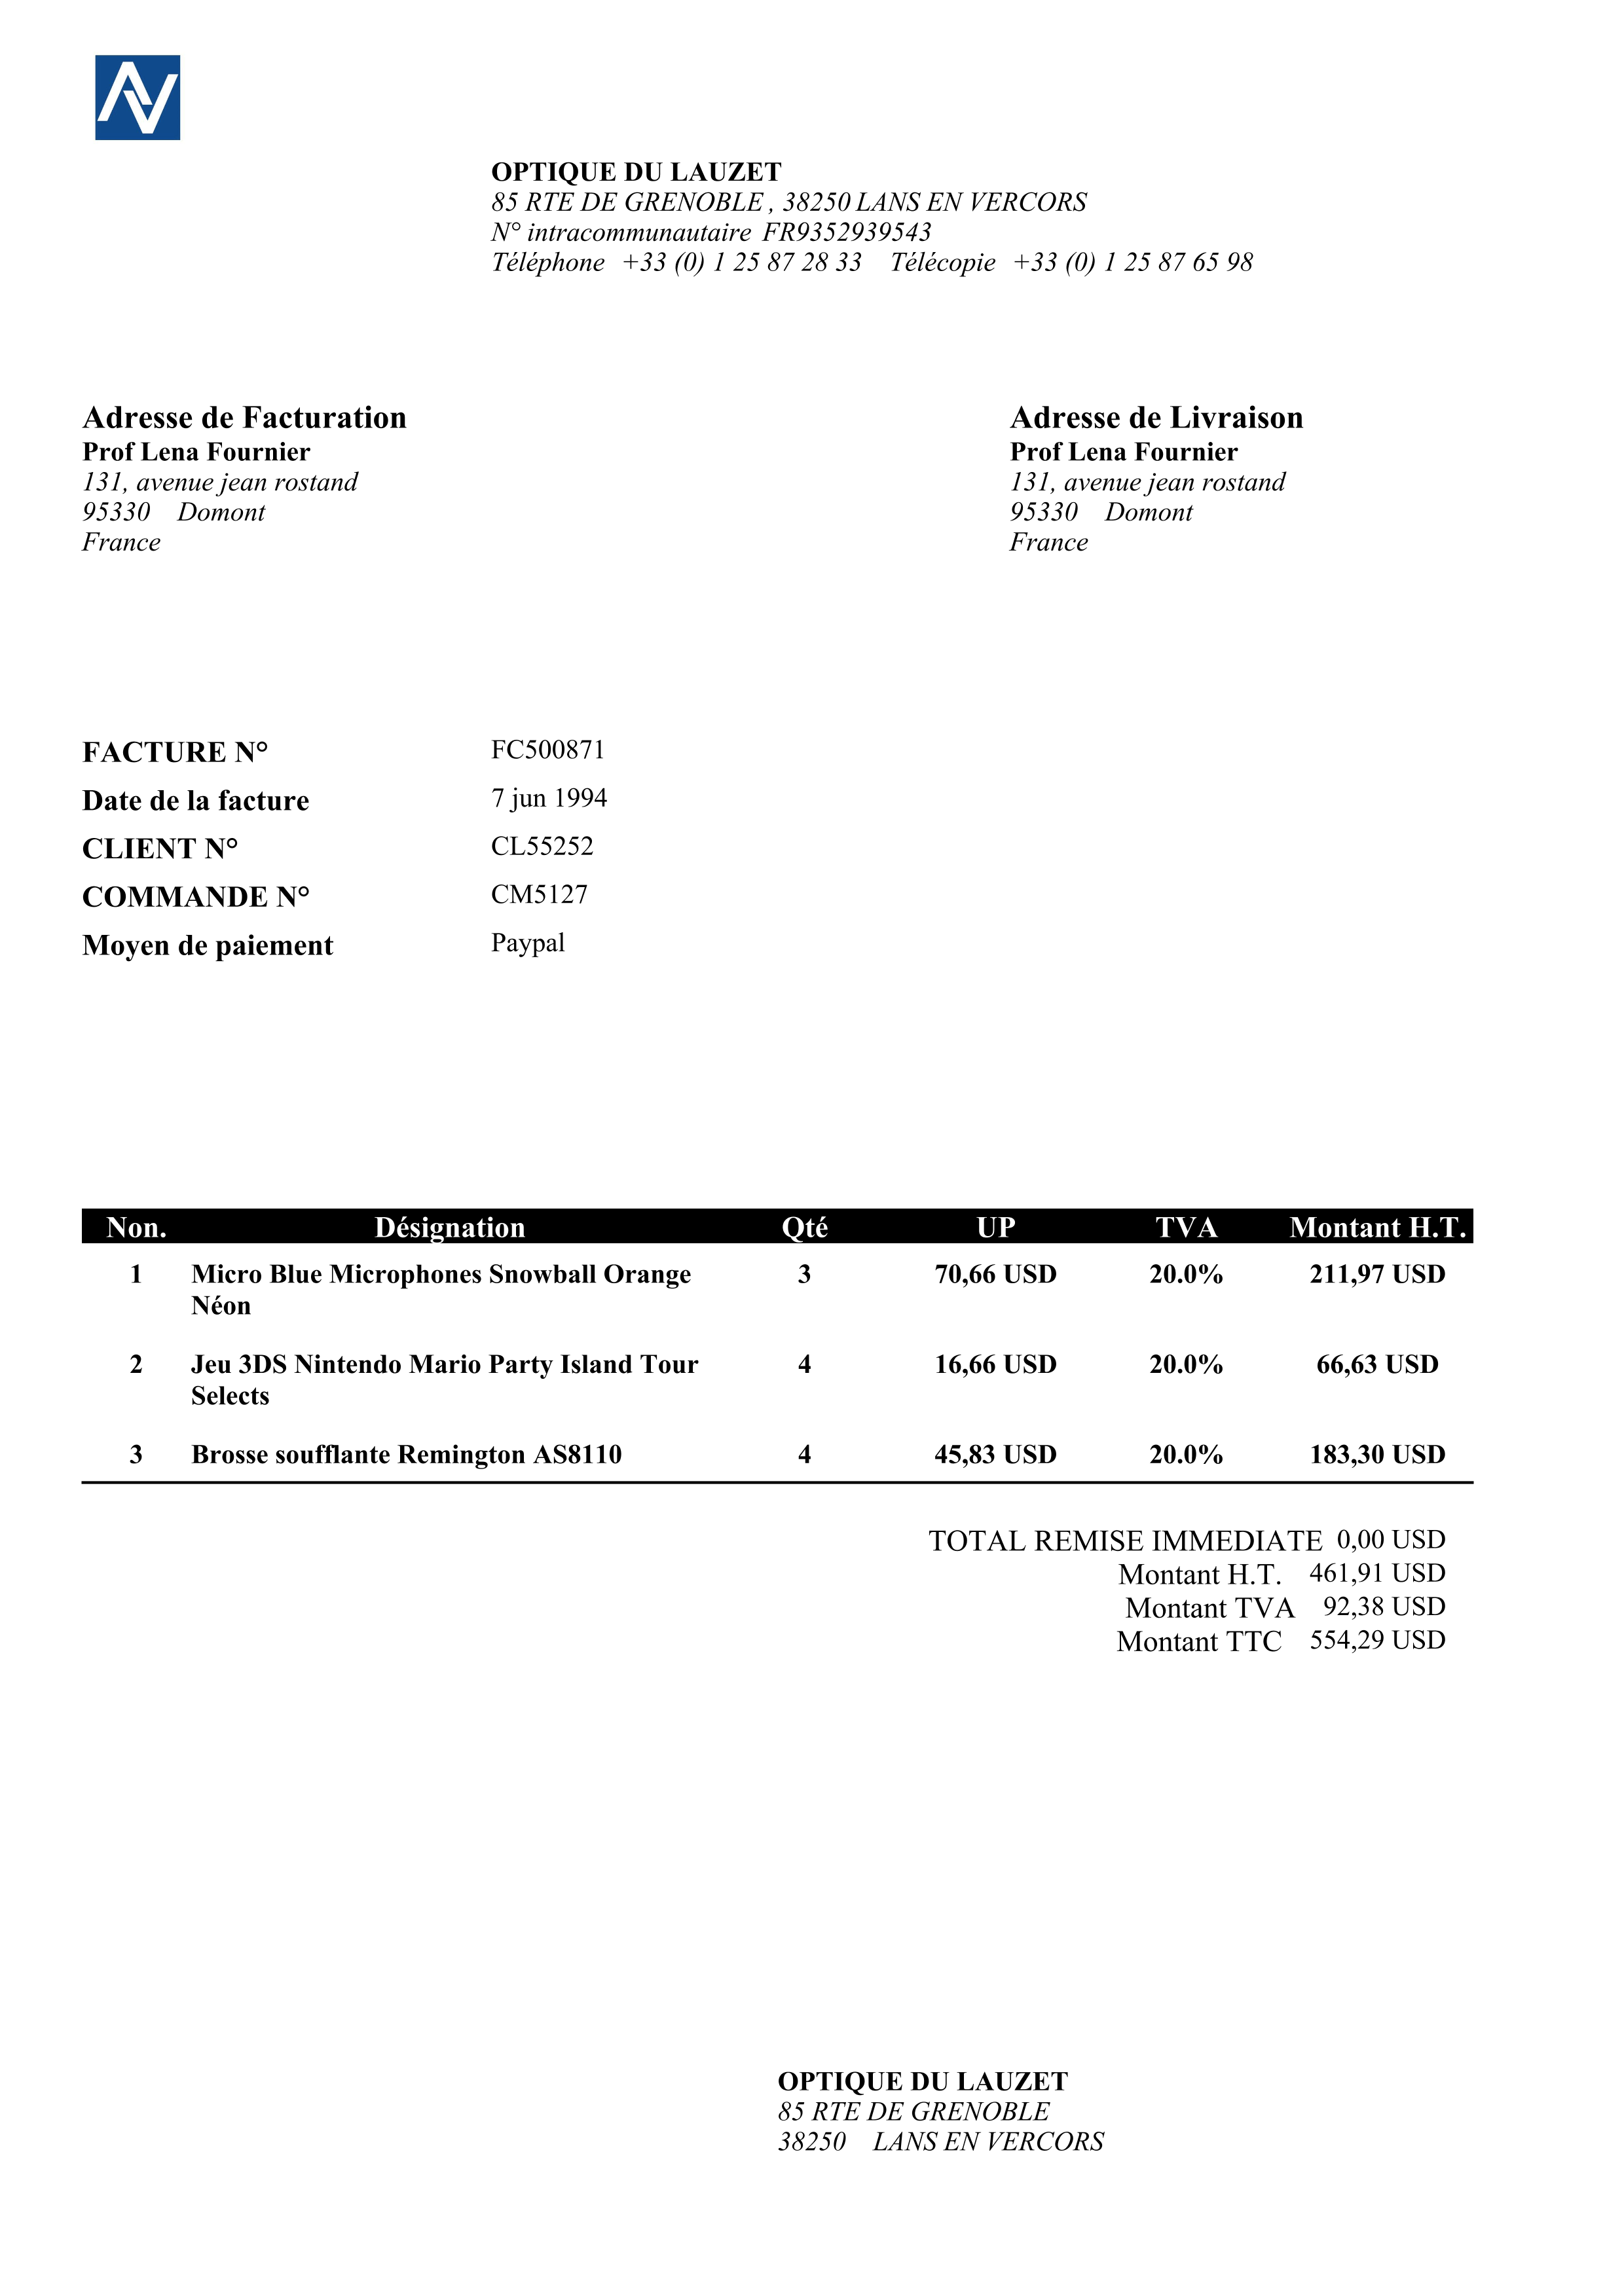 OPTIQUE DU LAUZET
85 RTE DE GRENOBLE , 38250 LANS EN VERCORS
N° intracommunautaire FR9352939543
Téléphone +33 (0) 1 25 87 28 33 Télécopie +33 (0) 1 25 87 65 98
Adresse de Facturation
Prof Lena Fournier
131, avenue jean rostand
95330 Domont
France
Adresse de Livraison
Prof Lena Fournier
131, avenue jean rostand
95330 Domont
France
FACTURE N° FC500871
Date de la facture 7 jun 1994
CLIENT N° CL55252
COMMANDE N° CM5127
Moyen de paiement Paypal
Non. Désignation Qté UP TVA Montant H.T.
1 Micro Blue Microphones Snowball Orange 3 70,66 USD 20.0% 211,97 USD
Néon
2 Jeu 3DS Nintendo Mario Party Island Tour 4 16,66 USD 20.0% 66,63 USD
Selects
3 Brosse soufflante Remington AS8110 4 45,83 USD 20.0% 183,30 USD
TOTAL REMISE IMMEDIATE 0,00 USD
Montant H.T. 461,91 USD
Montant TVA 92,38 USD
Montant TTC 554,29 USD
OPTIQUE DU LAUZET
85 RTE DE GRENOBLE
38250 LANS EN VERCORS